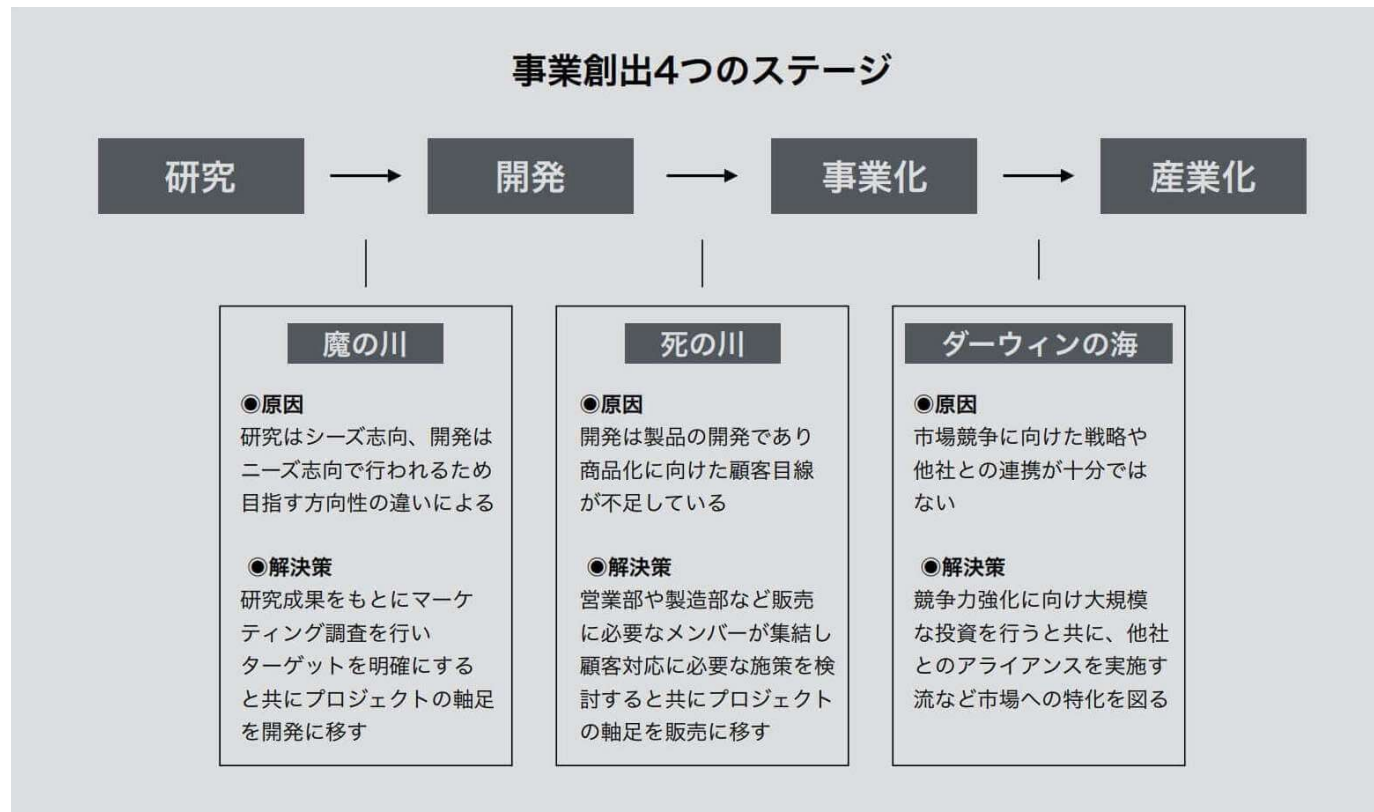 事業創出4つのステージ
研究
開発
事業化
産業化
魔の川
◉原因
研究はシーズ志向、開発は
ニーズ志向で行われるため
目指す方向性の違いによる
◉解決策
研究成果をもとにマーケ
ティング調査を行い
ターゲットを明確にする
と共にプロジェクトの軸足
を開発に移す
死の川
◉原因
開発は製品の開発であり
商品化に向けた顧客目線
が不足している
◉解決策
営業部や製造部など販売
に必要なメンバーが集結し
顧客対応に必要な施策を検
討すると共にプロジェクト
の軸足を販売に移す
ダーウィンの海
◉原因
市場競争に向けた戦略や
他社との連携が十分では
ない
◉解決策
競争力強化に向け大規模
な投資を行うと共に、他社
とのアライアンスを実施す
流など市場への特化を図る